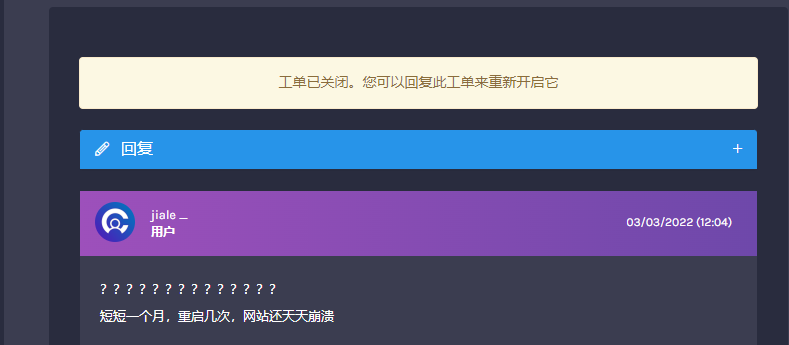 工单已关闭。您可以回复此工单来重新开启它
回复 +
jiale _
用户
03/03/2022 (12:04)
？？？？？？？？？？？？？？
短短一个月，重启几次，网站还天天崩溃